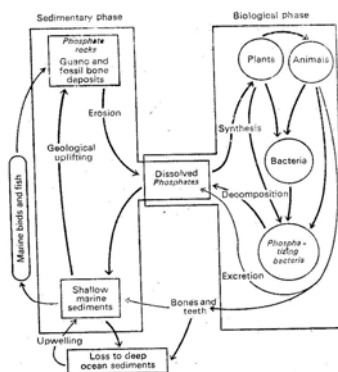 Sedimentary phase
Biological phase
Phosphate
rocks
Guano and
fossil bone
deposits
Plants
Animals
Erosion
Synthesis
Geological
uplifting
Dissolved
Phosphates
Bacteria
Decomposition
Marine birds and fish
Phospha-
tizing
bacteria
Excretion
Shallow
marine
sediments
Bones and
teeth
Upwelling
Loss to deep
ocean sediments